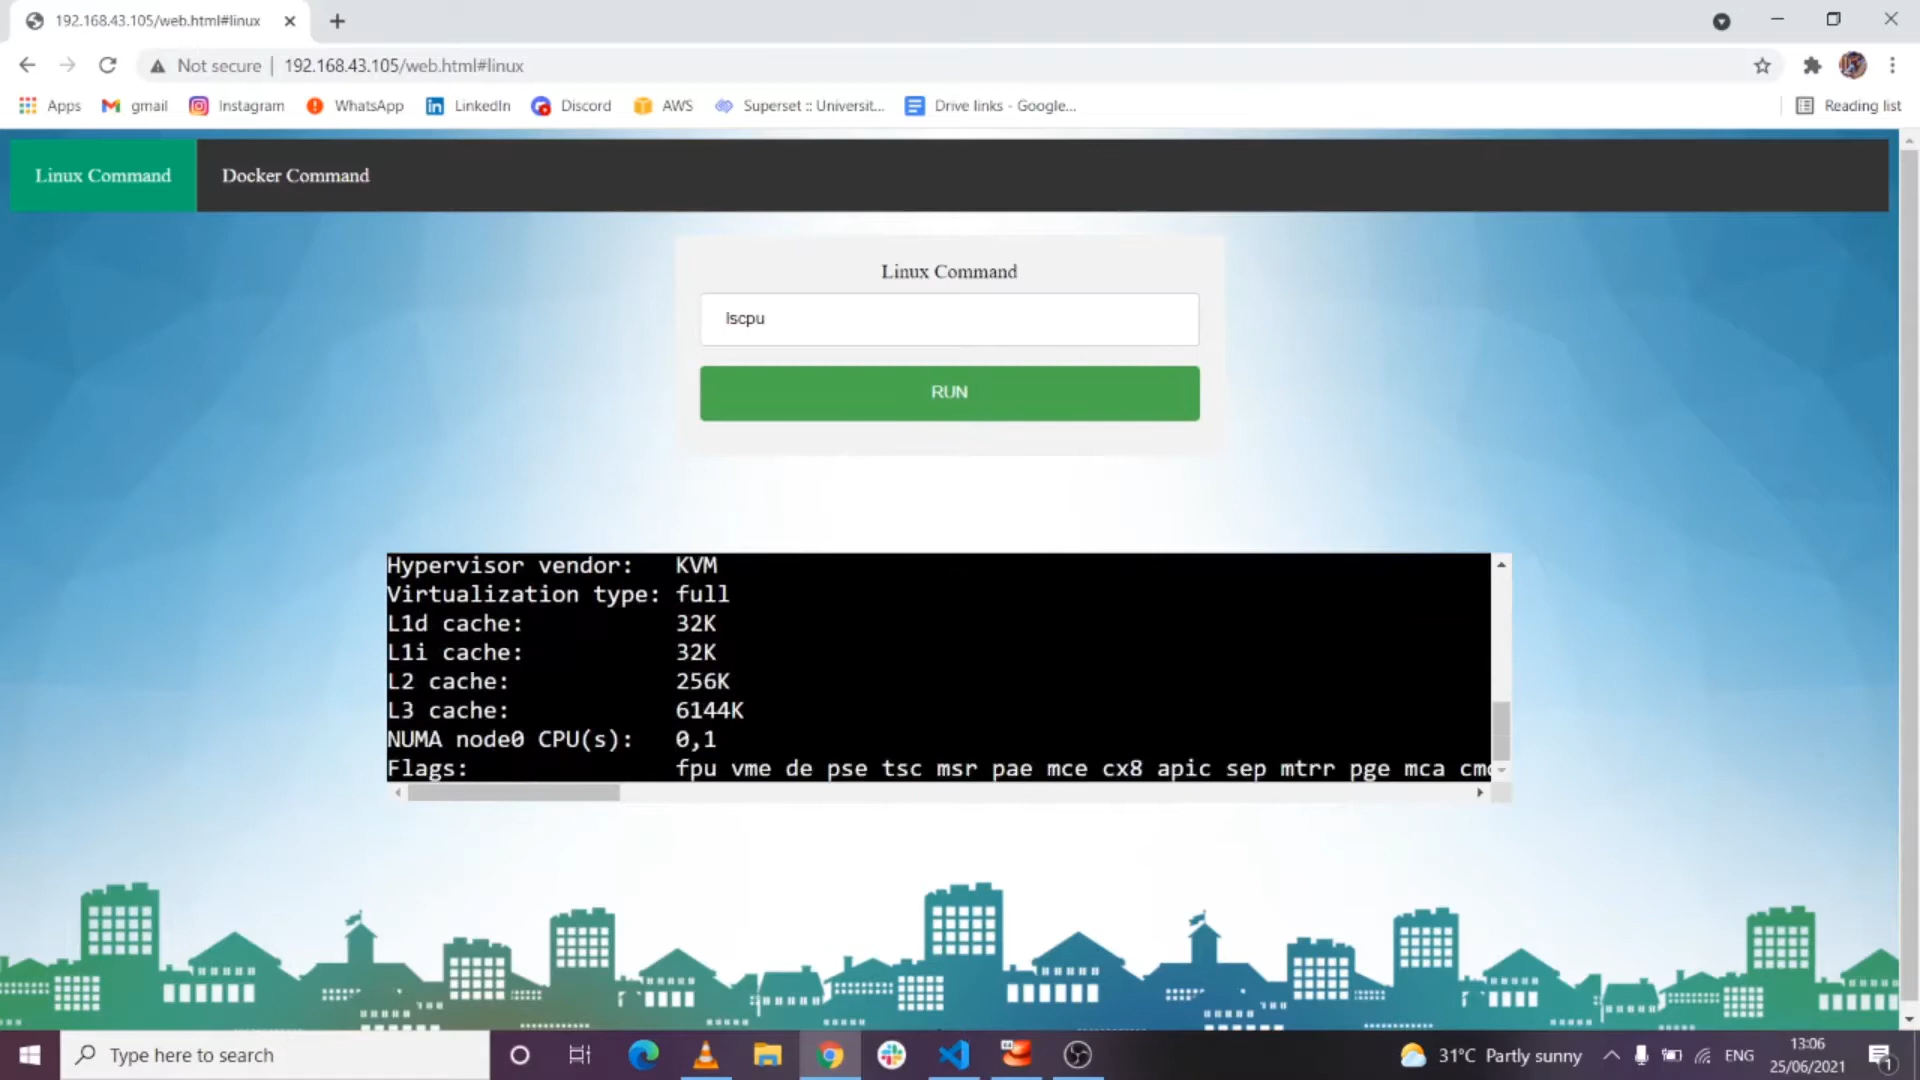 192.168.43.105/web.html#linux
Not secure | 192.168.43.105/web.html#linux
Apps gmail Instagram WhatsApp LinkedIn Discord AWS Superset :: Universit... Drive links - Google... Reading list
Linux Command Docker Command
Linux Command
lscpu
RUN
Hypervisor vendor: KVM
Virtualization type: full
L1d cache: 32K
L1i cache: 32K
L2 cache: 256K
L3 cache: 6144K
NUMA node0 CPU(s): 0,1
Flags: fpu vme de pse tsc msr pae mce cx8 apic sep mtrr pge mca cmo
Type here to search
31°C Partly sunny
ENG
13:06
25/06/2021
1